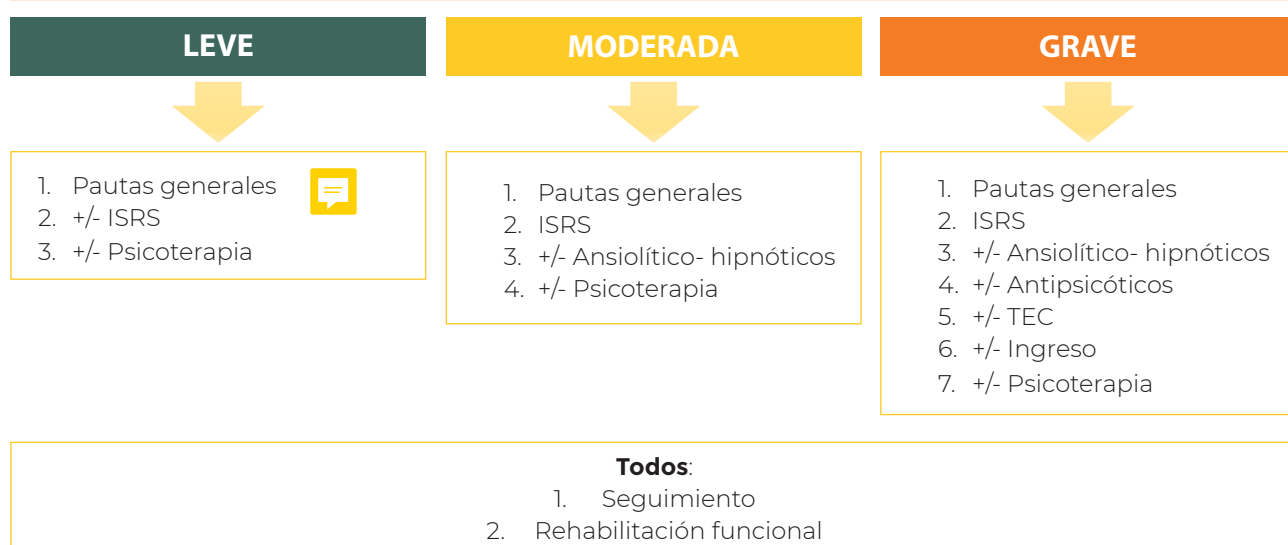 LEVE
1. Pautas generales
2. +/- ISRS
3. +/- Psicoterapia
MODERADA
1. Pautas generales
2. ISRS
3. +/- Ansiolítico- hipnóticos
4. +/- Psicoterapia
GRAVE
1. Pautas generales
2. ISRS
3. +/- Ansiolítico- hipnóticos
4. +/- Antipsicóticos
5. +/- TEC
6. +/- Ingreso
7. +/- Psicoterapia
Todos:
1. Seguimiento
2. Rehabilitación funcional